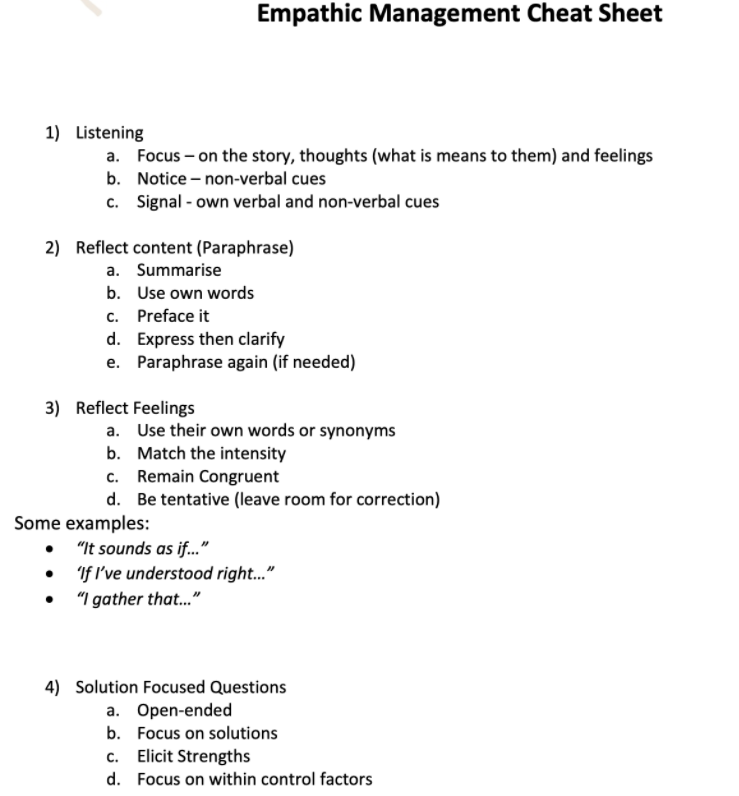 Empathic Management Cheat Sheet
1) Listening
a. Focus – on the story, thoughts (what is means to them) and feelings
b. Notice – non-verbal cues
c. Signal - own verbal and non-verbal cues
2) Reflect content (Paraphrase)
a. Summarise
b. Use own words
c. Preface it
d. Express then clarify
e. Paraphrase again (if needed)
3) Reflect Feelings
a. Use their own words or synonyms
b. Match the intensity
c. Remain Congruent
d. Be tentative (leave room for correction)
Some examples:
• “It sounds as if…”
• ‘If I’ve understood right…”
• “I gather that…”
4) Solution Focused Questions
a. Open-ended
b. Focus on solutions
c. Elicit Strengths
d. Focus on within control factors